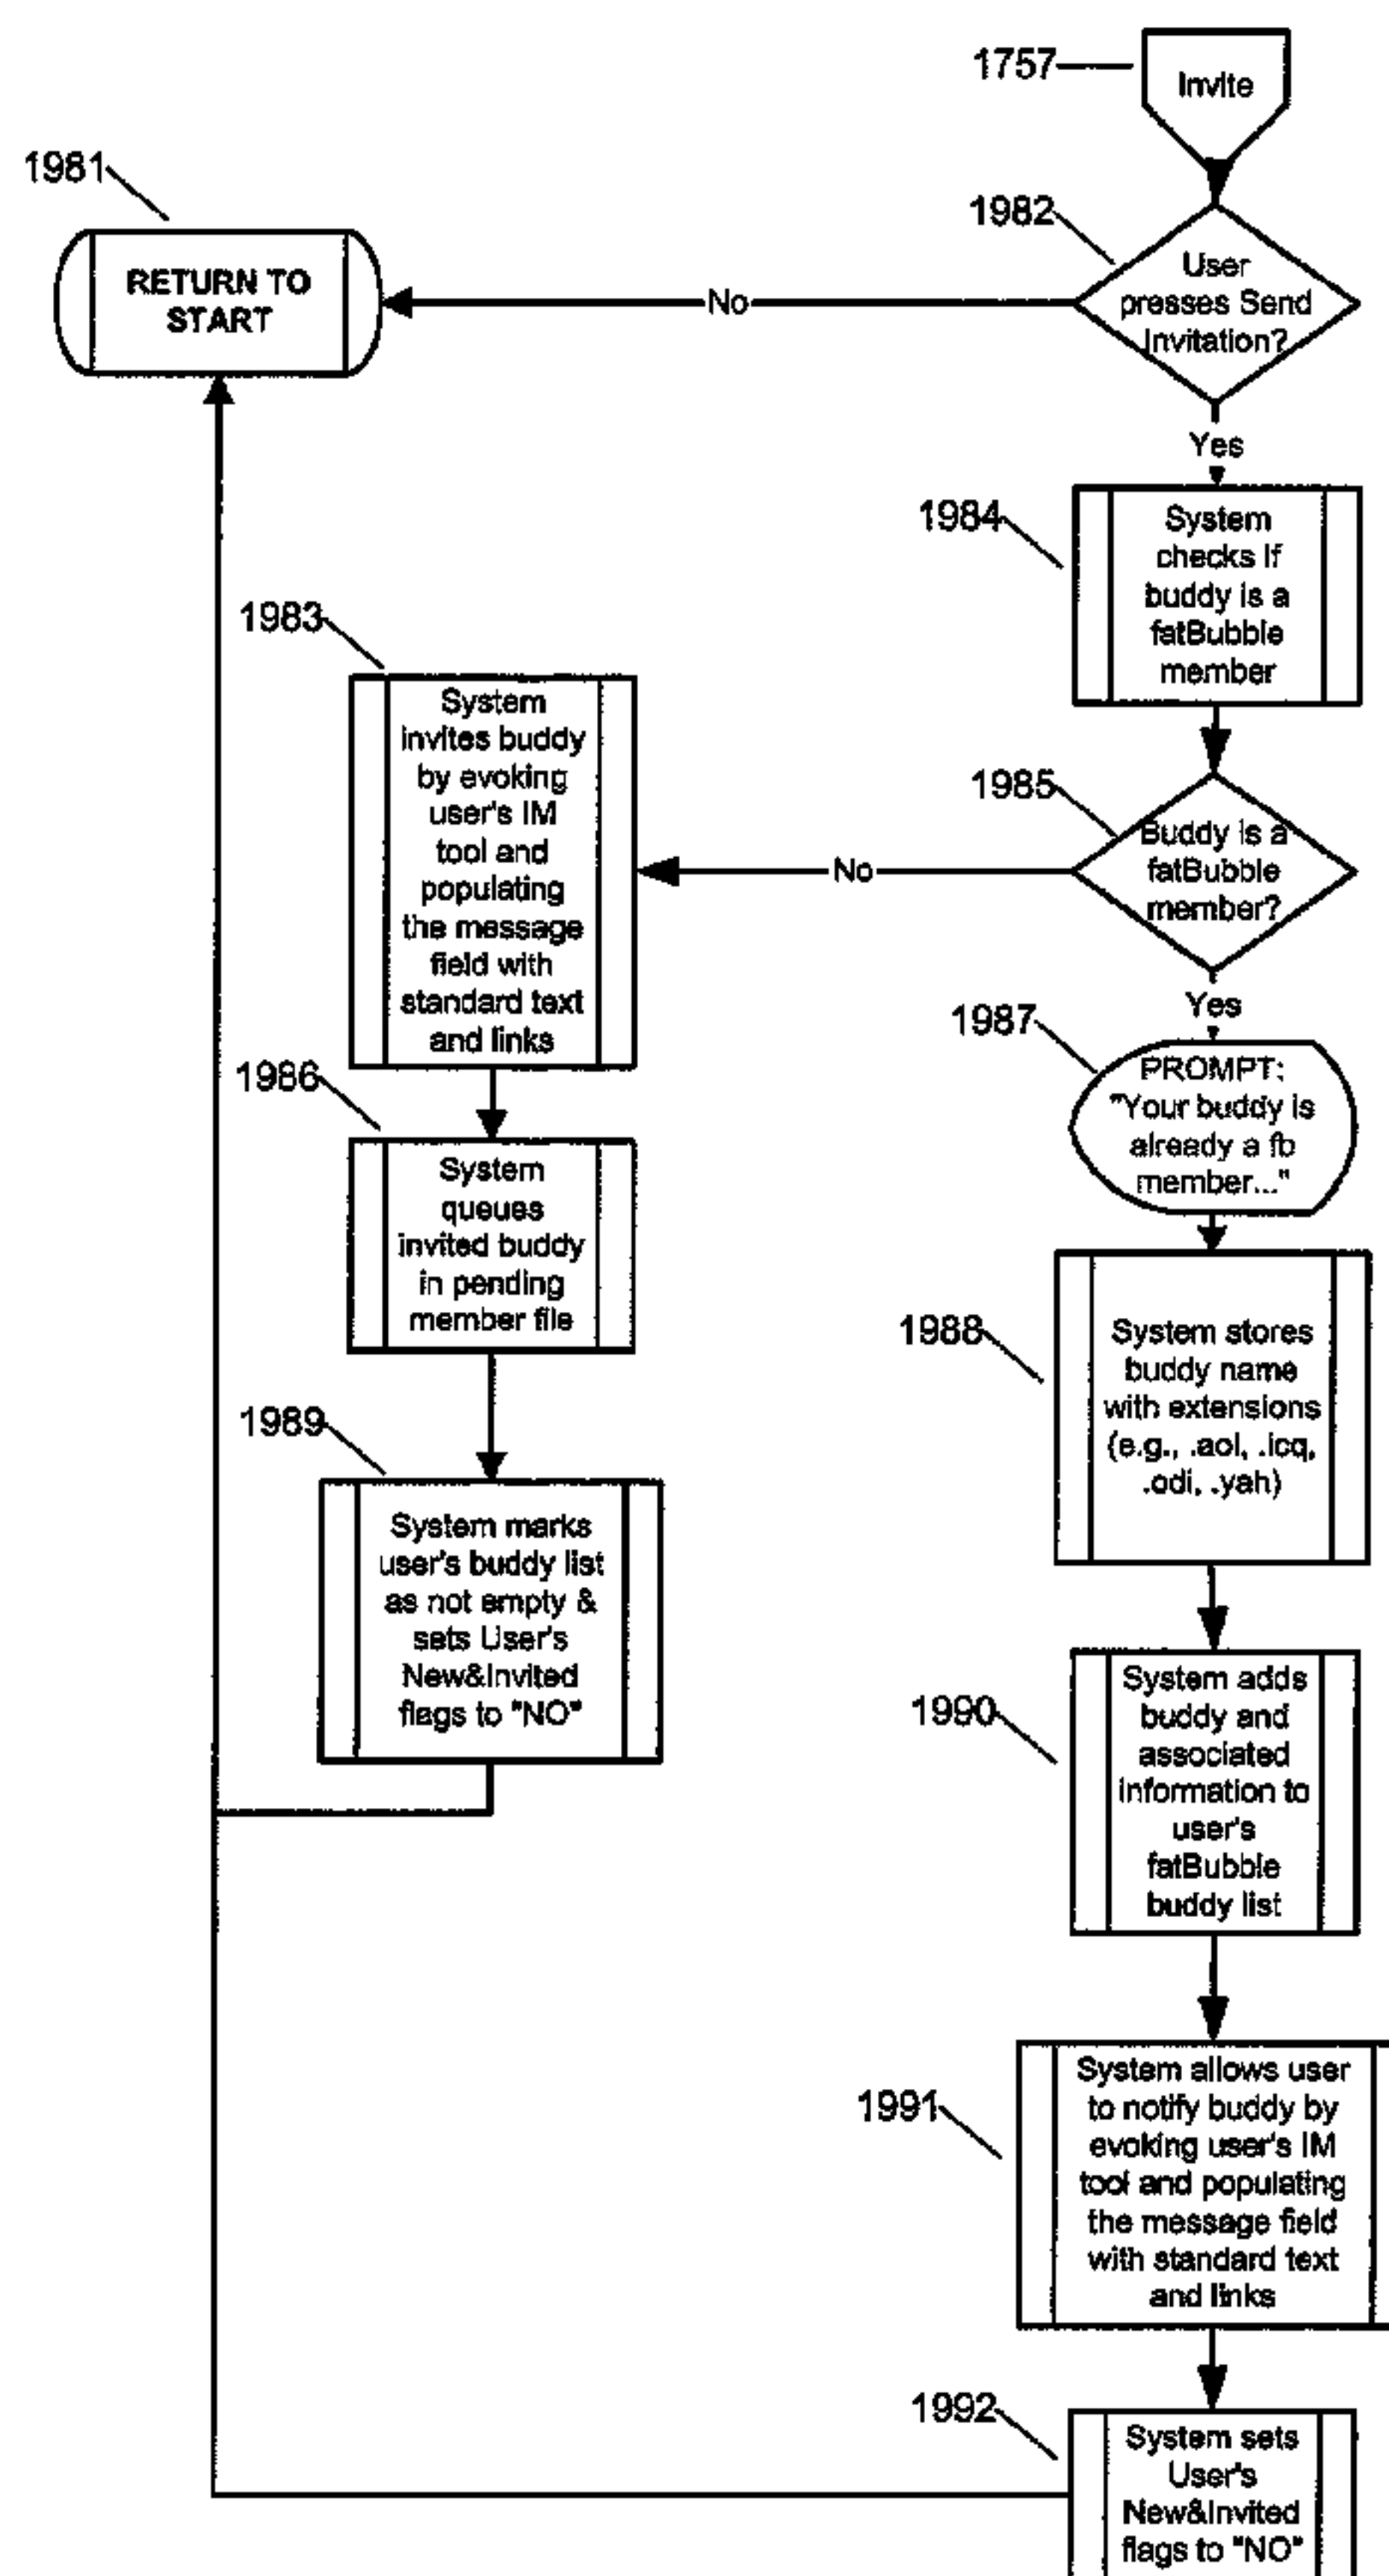 1757
Invite
1981
1982
RETURN TO
START
User
presses Send
Invitation?
No
Yes
1984
System
checks if
buddy is a
fatBubble
member
1983
System
invites buddy
by evoking
user's IM
tool and
populating
the message
field with
standard text
and links
1985
Buddy is a
fatBubble
member?
No
Yes
1986
System
queues
invited buddy
in pending
member file
1987
PROMPT:
"Your buddy is
already a fb
member..."
1988
System stores
buddy name
with extensions
(e.g., .aol, .icq,
.odi, .yah)
1989
System marks
user's buddy list
as not empty &
sets User's
New&Invited
flags to "NO"
1990
System adds
buddy and
associated
information to
user's
fatBubble
buddy list
1991
System allows user
to notify buddy by
evoking user's IM
tool and populating
the message field
with standard text
and links
1992
System sets
User's
New&Invited
flags to "NO"